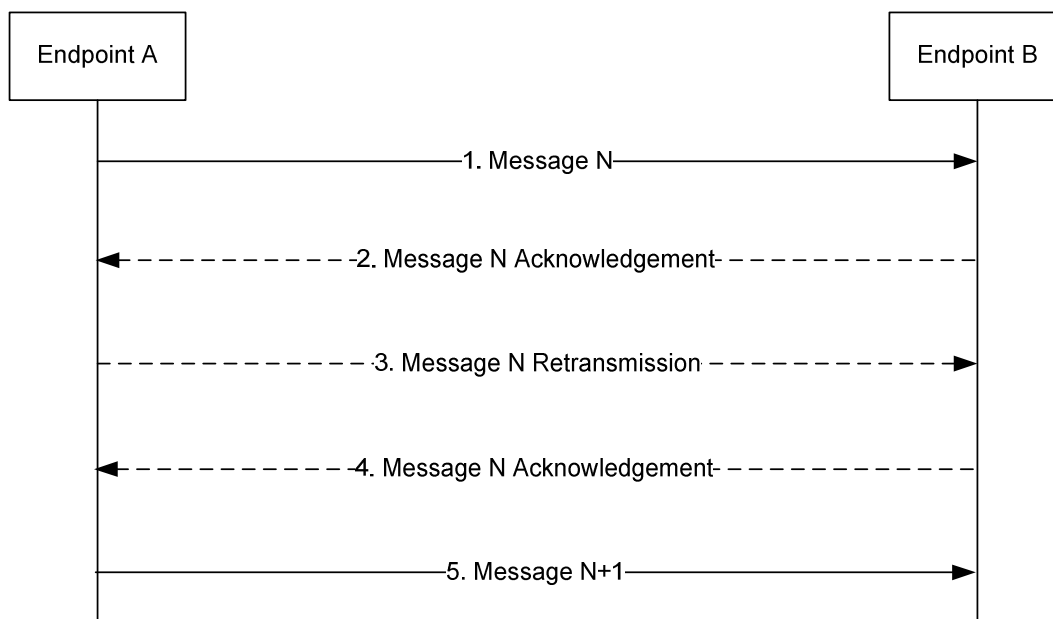 Endpoint A
Endpoint B
1. Message N
2. Message N Acknowledgement
3. Message N Retransmission
4. Message N Acknowledgement
5. Message N+1